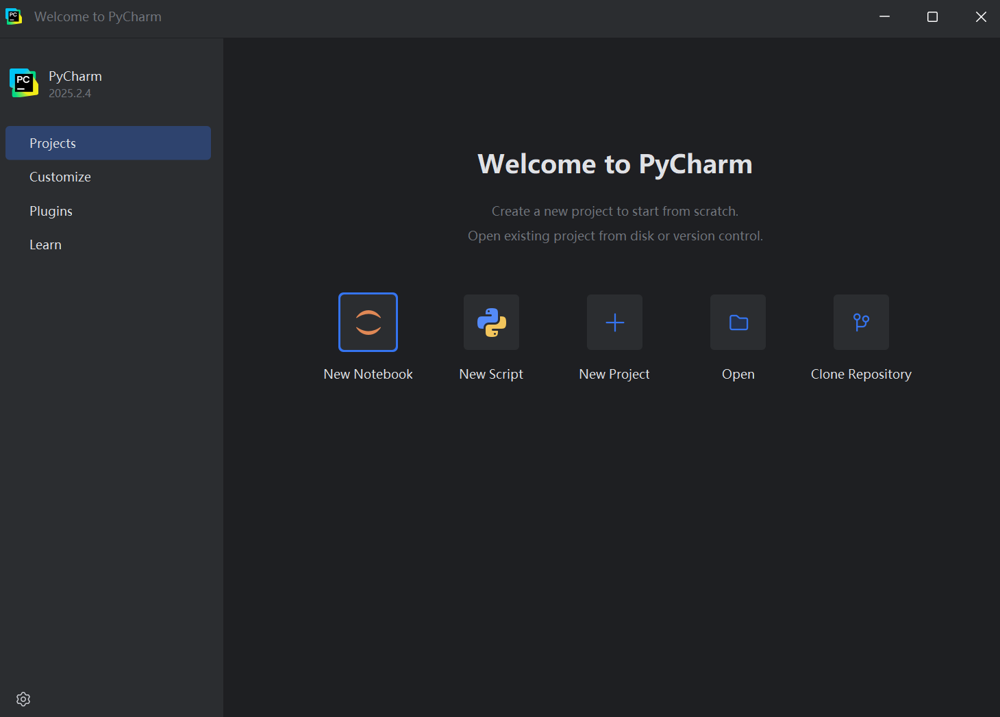 PC
Welcome to PyCharm
PC
PyCharm
2025.2.4
Projects
Customize
Plugins
Learn
Welcome to PyCharm
Create a new project to start from scratch.
Open existing project from disk or version control.
New Notebook
New Script
New Project
Open
Clone Repository